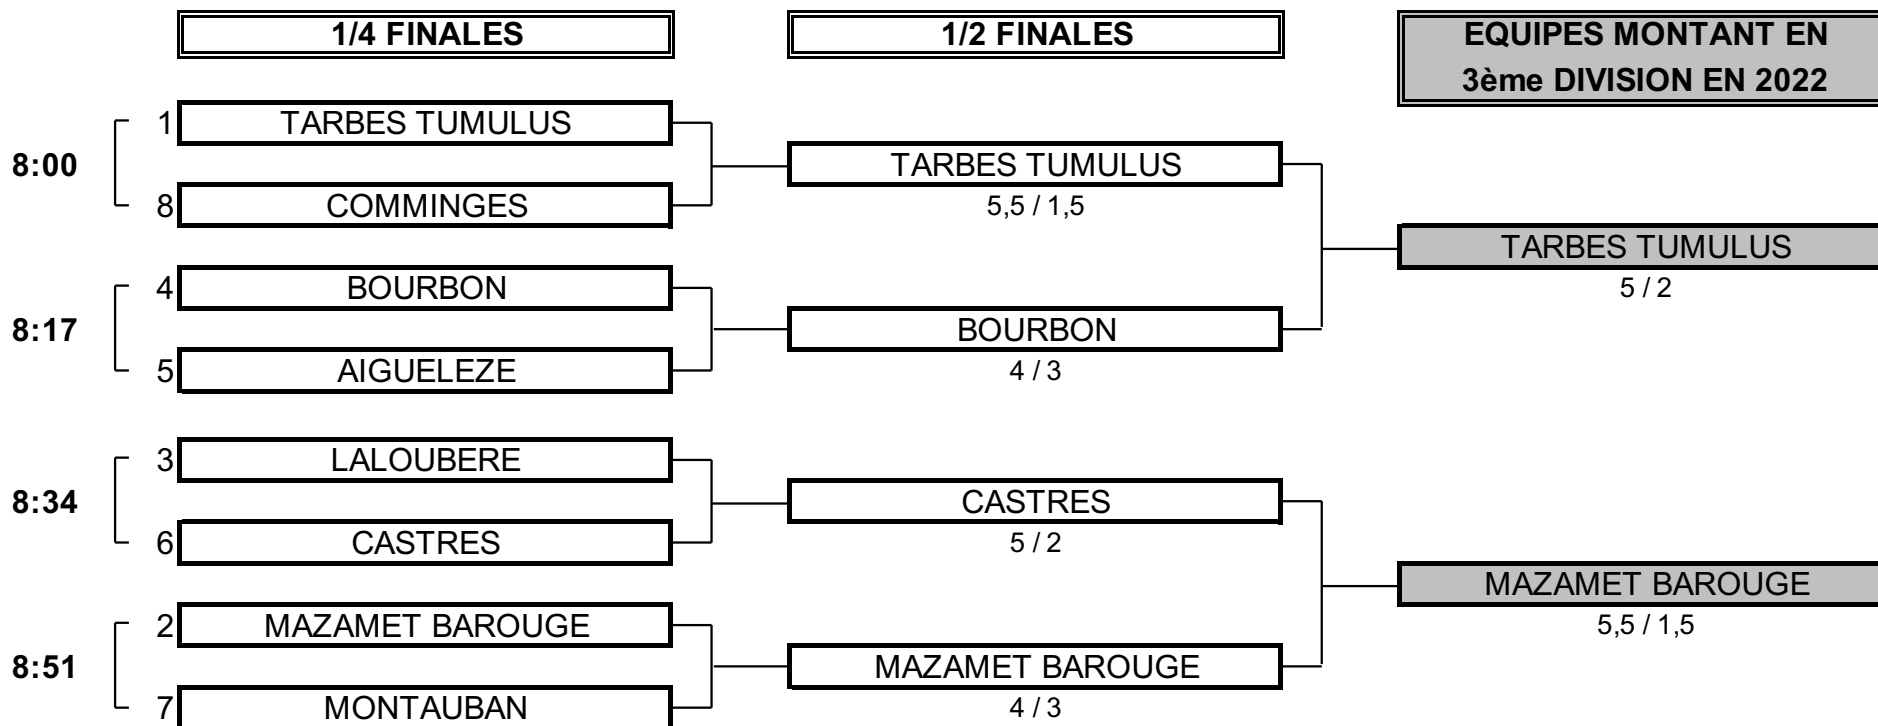 1/4 FINALES
1/2 FINALES
EQUIPES MONTANT EN
3ème DIVISION EN 2022
8:00
1 TARBES TUMULUS
8 COMMINGES
TARBES TUMULUS
5,5 / 1,5
8:17
4 BOURBON
5 AIGUELEZE
BOURBON
4 / 3
TARBES TUMULUS
5 / 2
8:34
3 LALOUBERE
6 CASTRES
CASTRES
5 / 2
8:51
2 MAZAMET BAROUGE
7 MONTAUBAN
MAZAMET BAROUGE
4 / 3
MAZAMET BAROUGE
5,5 / 1,5